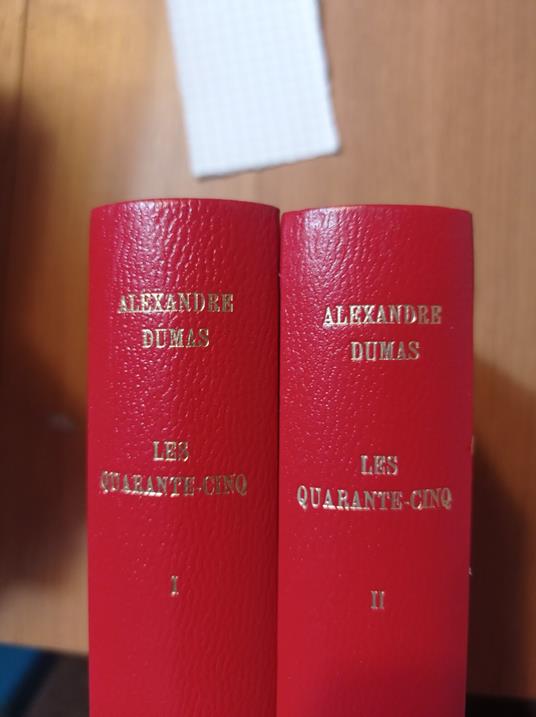 ALEXANDRE
DUMAS
LES
QUARANTE-CINQ
I
ALEXANDRE
DUMAS
LES
QUARANTE-CINQ
II